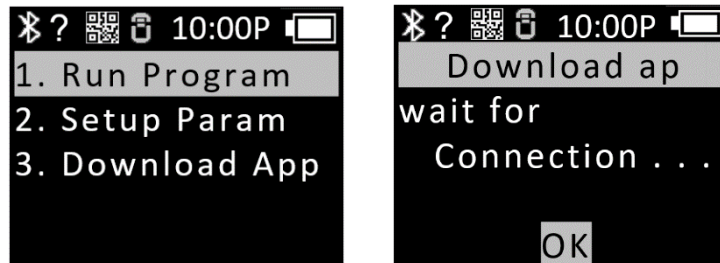 ? 10:00P
1. Run Program
2. Setup Param
3. Download App
? 10:00P
Download ap
wait for
Connection . . .
OK